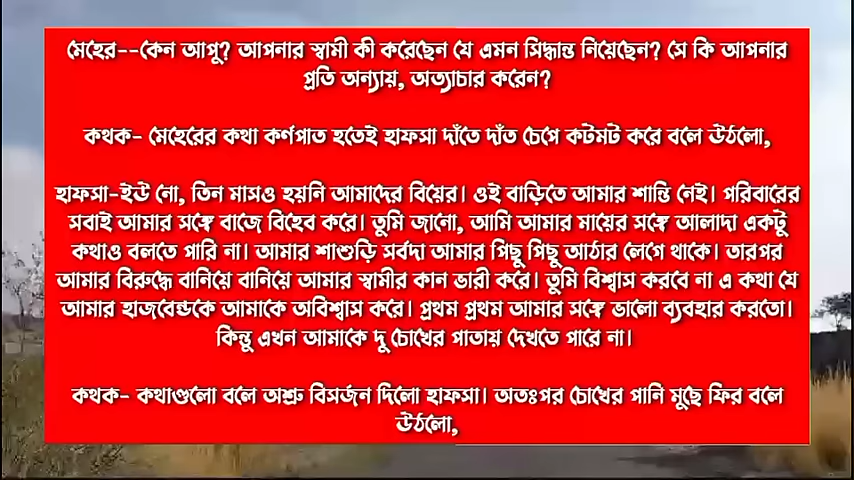 মেহের--কেন আপু? আপনার স্বামী কী করেছেন যে এমন সিদ্ধান্ত নিয়েছেন? সে কি আপনার
প্রতি অন্যায়, অত্যাচার করেন?
কথক- মেহেরের কথা কর্ণপাত হতেই হাফসা দাঁতে দাঁত চেপে কটমট করে বলে উঠলো,
হাফসা-ইউ নো, তিন মাসও হয়নি আমাদের বিয়ের। ওই বাড়িতে আমার শান্তি নেই। পরিবারের
সবাই আমার সঙ্গে বাজে বিহেব করে। তুমি জানো, আমি আমার মায়ের সঙ্গে আলাদা একটু
কথাও বলতে পারি না। আমার শাশুড়ি সর্বদা আমার পিছু পিছু আঠার লেগে থাকে। তারপর
আমার বিরুদ্ধে বানিয়ে বানিয়ে আমার স্বামীর কান ভারী করে। তুমি বিশ্বাস করবে না এ কথা যে
আমার হাজবেন্ডকে আমাকে অবিশ্বাস করে। প্রথম প্রথম আমার সঙ্গে ভালো ব্যবহার করতো।
কিন্তু এখন আমাকে দু চোখের পাতায় দেখতে পারে না।
কথক- কথাগুলো বলে অশ্রু বিসর্জন দিলো হাফসা। অতঃপর চোখের পানি মুছে ফির বলে
উঠলো,